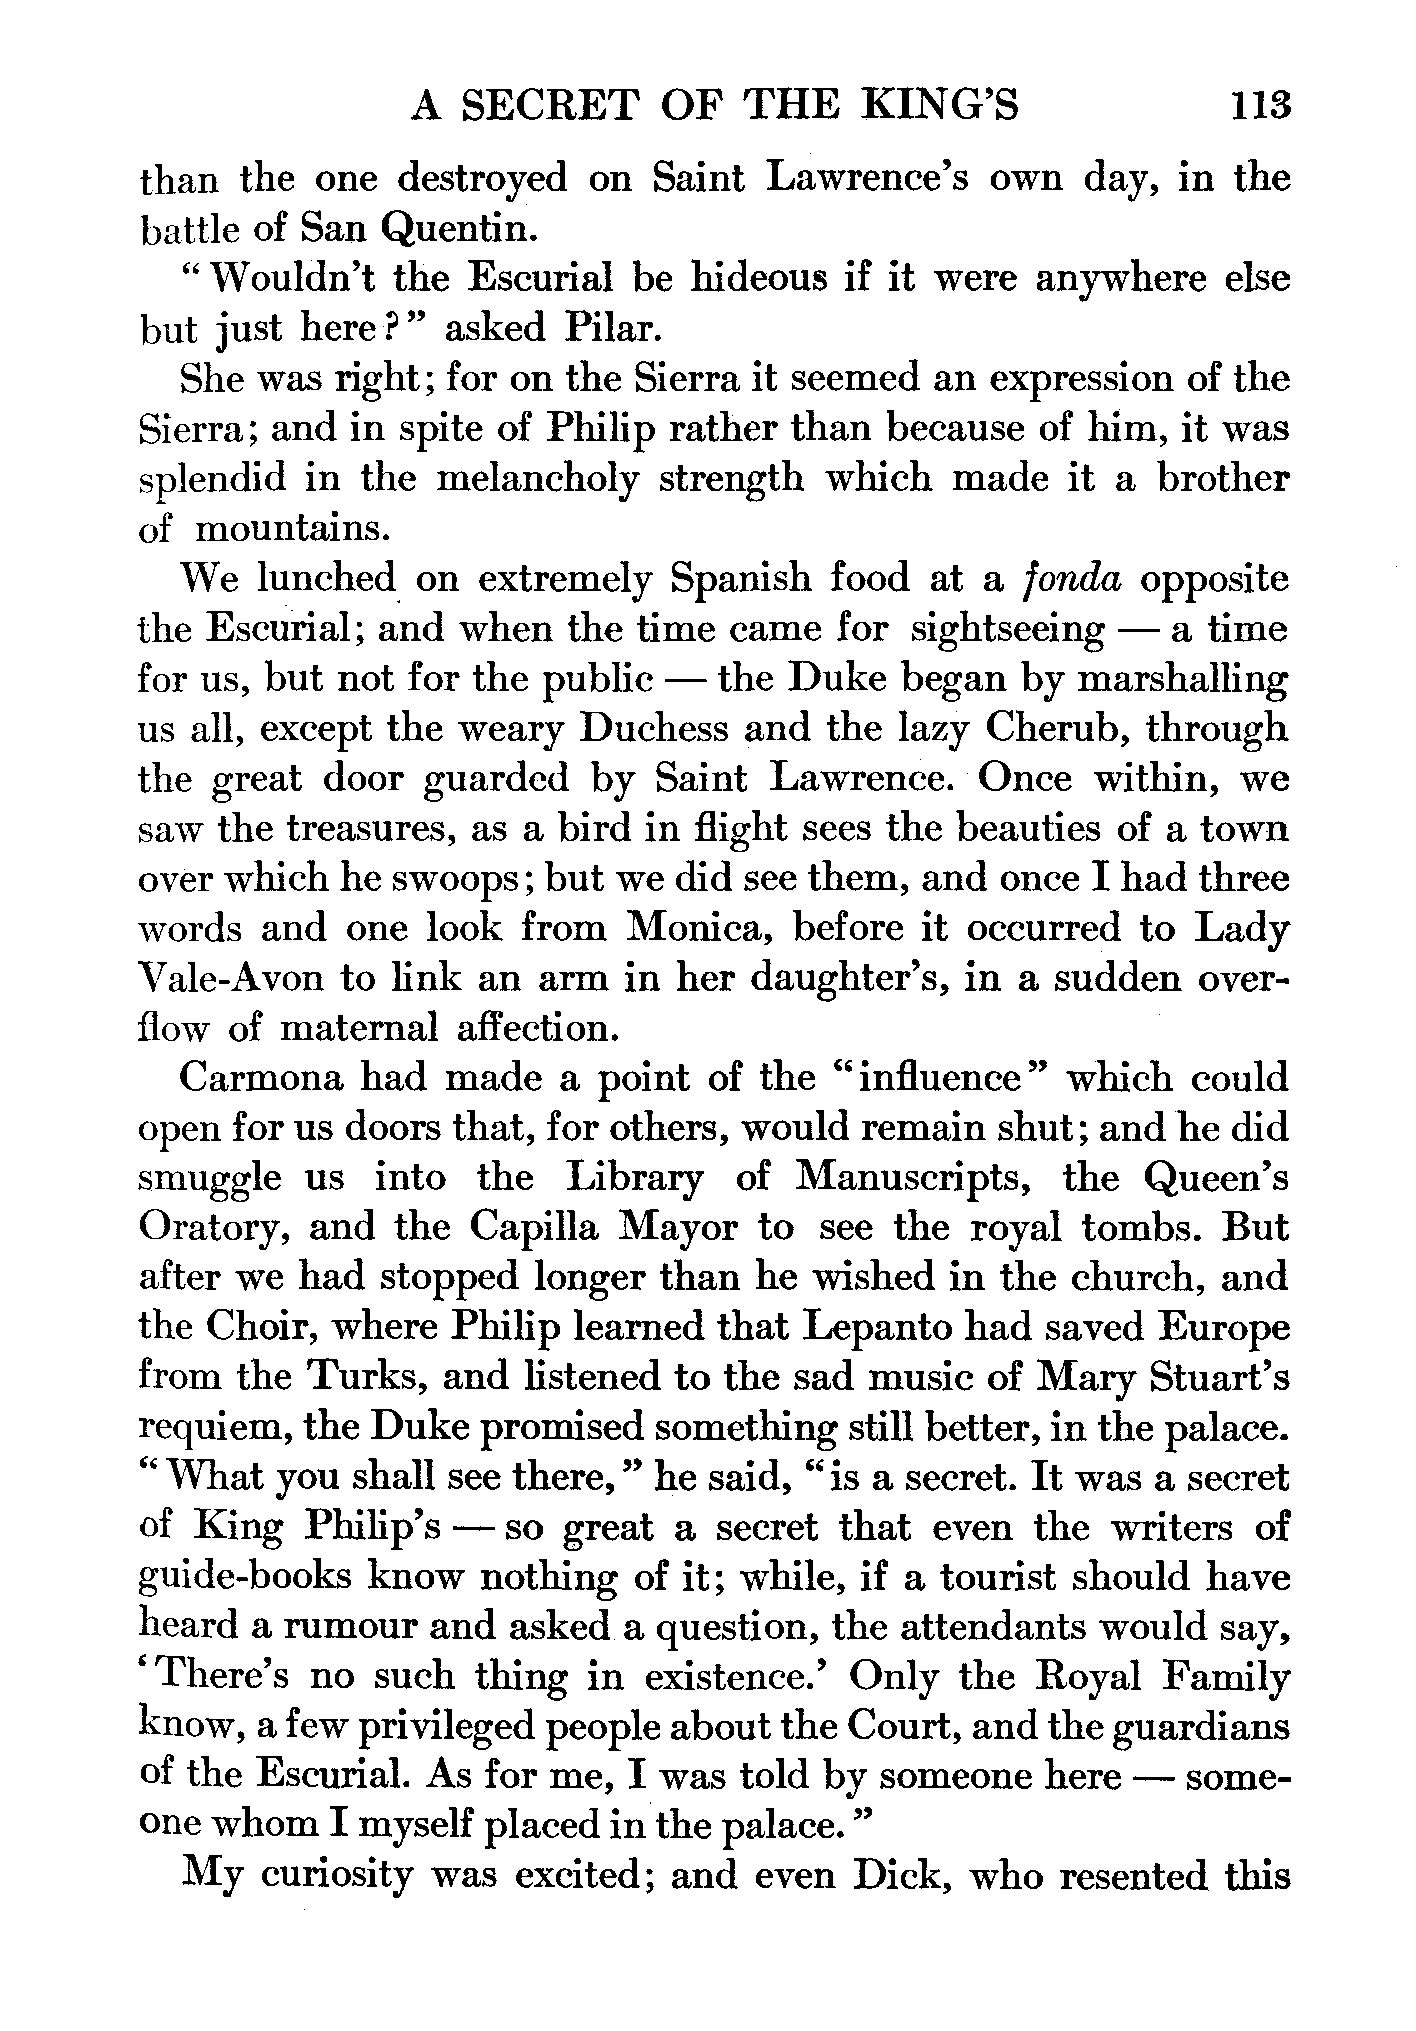 A SECRET OF THE KING'S 113
than the one destroyed on Saint Lawrence's own day, in the
battle of San Quentin.
"Wouldn't the Escurial be hideous if it were anywhere else
but just here?" asked Pilar.
She was right; for on the Sierra it seemed an expression of the
Sierra; and in spite of Philip rather than because of him, it was
splendid in the melancholy strength which made it a brother
of mountains.
We lunched on extremely Spanish food at a fonda opposite
the Escurial; and when the time came for sightseeing — a time
for us, but not for the public — the Duke began by marshalling
us all, except the weary Duchess and the lazy Cherub, through
the great door guarded by Saint Lawrence. Once within, we
saw the treasures, as a bird in flight sees the beauties of a town
over which he swoops; but we did see them, and once I had three
words and one look from Monica, before it occurred to Lady
Vale-Avon to link an arm in her daughter's, in a sudden over-
flow of maternal affection.
Carmona had made a point of the "influence" which could
open for us doors that, for others, would remain shut; and he did
smuggle us into the Library of Manuscripts, the Queen's
Oratory, and the Capilla Mayor to see the royal tombs. But
after we had stopped longer than he wished in the church, and
the Choir, where Philip learned that Lepanto had saved Europe
from the Turks, and listened to the sad music of Mary Stuart's
requiem, the Duke promised something still better, in the palace.
"What you shall see there," he said, "is a secret. It was a secret
of King Philip's — so great a secret that even the writers of
guide-books know nothing of it; while, if a tourist should have
heard a rumour and asked a question, the attendants would say,
'There's no such thing in existence.' Only the Royal Family
know, a few privileged people about the Court, and the guardians
of the Escurial. As for me, I was told by someone here — some-
one whom I myself placed in the palace."
My curiosity was excited; and even Dick, who resented this